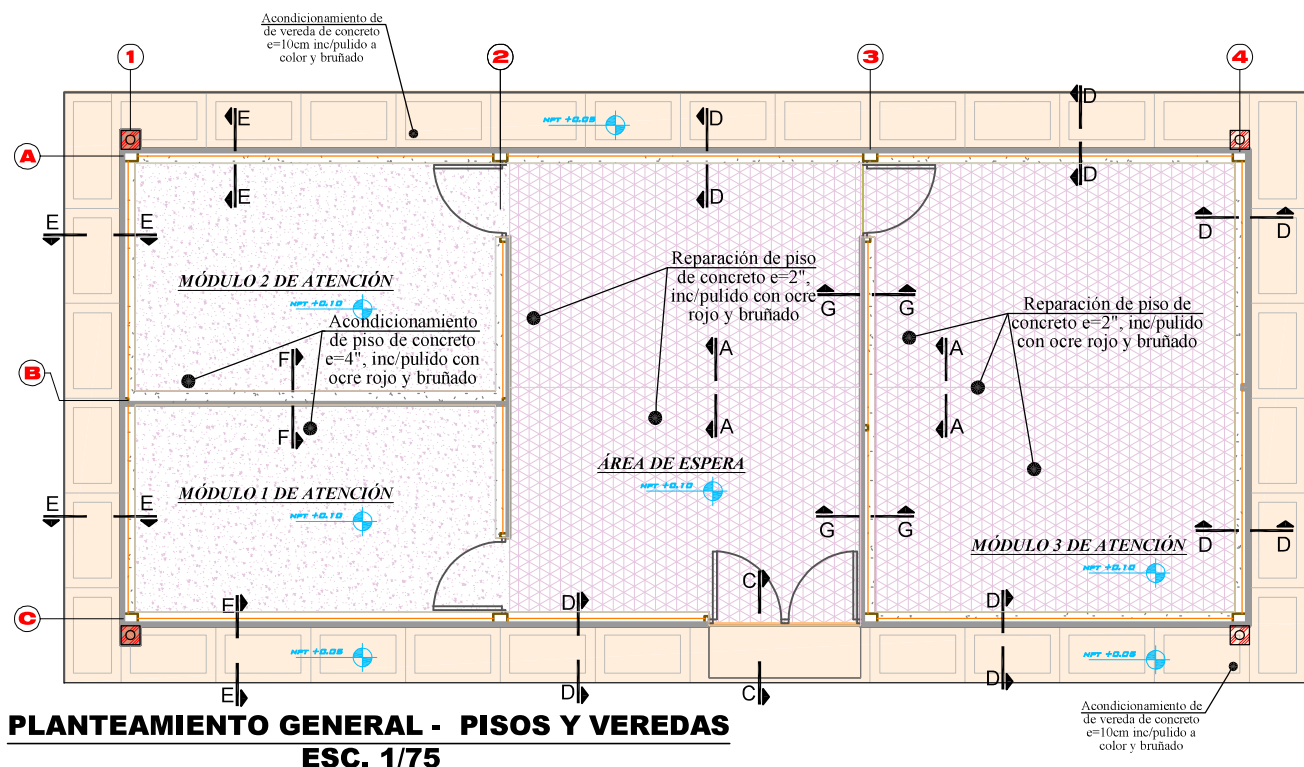 Acondicionamiento de
de vereda de concreto
e=10cm inc/pulido a
color y bruñado
1
2
3
4
E
D
D
NPT +0.05
A
E
D
D
E
E
D
D
MÓDULO 2 DE ATENCIÓN
NPT +0.10
Reparación de piso
de concreto e=2",
inc/pulido con ocre
rojo y bruñado
G
G
Reparación de piso de
concreto e=2", inc/pulido
con ocre rojo y bruñado
Acondicionamiento
de piso de concreto
e=4", inc/pulido con
ocre rojo y bruñado
F
A
A
B
F
A
A
ÁREA DE ESPERA
NPT +0.10
MÓDULO 1 DE ATENCIÓN
NPT +0.10
E
E
G
G
D
D
MÓDULO 3 DE ATENCIÓN
NPT +0.10
C
C
E
D
D
NPT +0.05
NPT +0.05
E
D
C
D
Acondicionamiento de
de vereda de concreto
e=10cm inc/pulido a
color y bruñado
PLANTEAMIENTO GENERAL - PISOS Y VEREDAS
ESC. 1/75